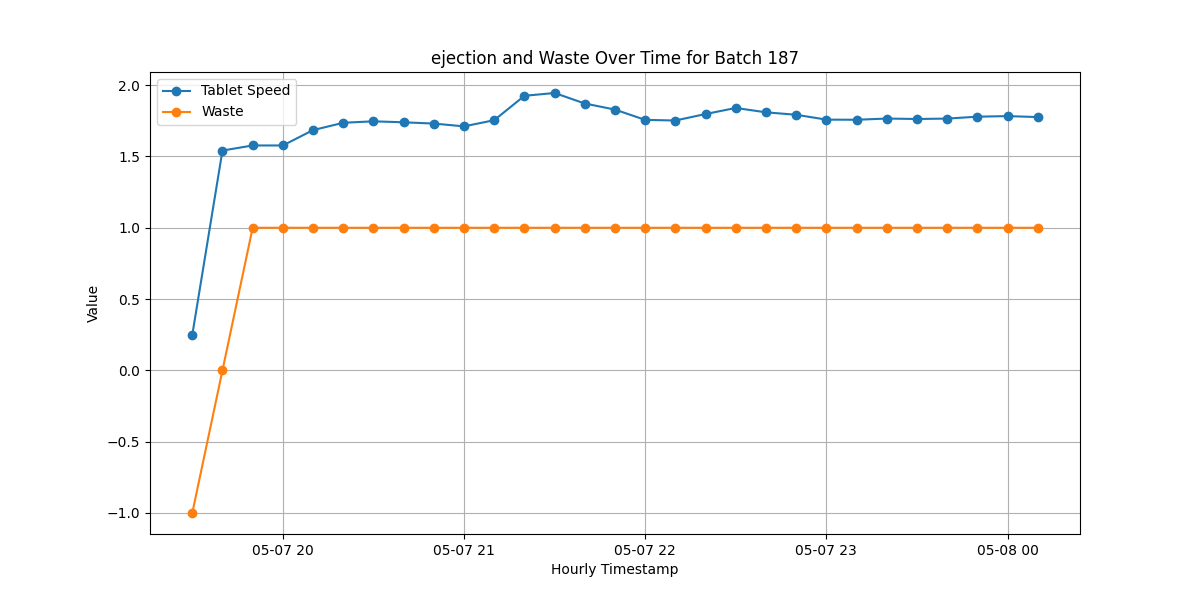 ejection and Waste Over Time for Batch 187
Tablet Speed
Waste
Value
2.0
1.5
1.0
0.5
0.0
−0.5
−1.0
05-07 20
05-07 21
05-07 22
05-07 23
05-08 00
Hourly Timestamp